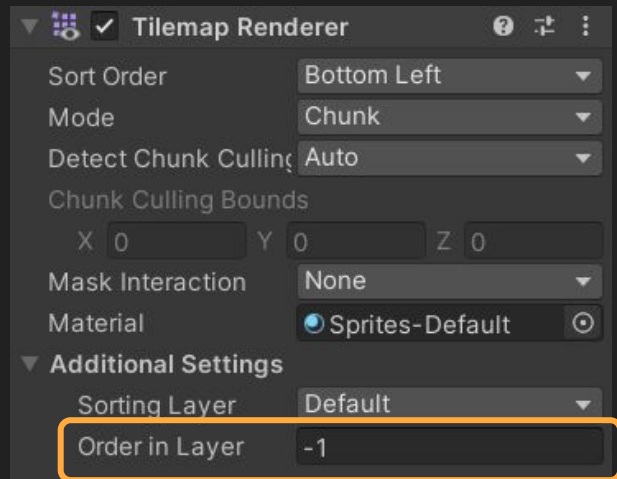 Tilemap Renderer
Sort Order Bottom Left
Mode Chunk
Detect Chunk Culling Auto
Chunk Culling Bounds
X 0 Y 0 Z 0
Mask Interaction None
Material Sprites-Default
Additional Settings
Sorting Layer Default
Order in Layer -1